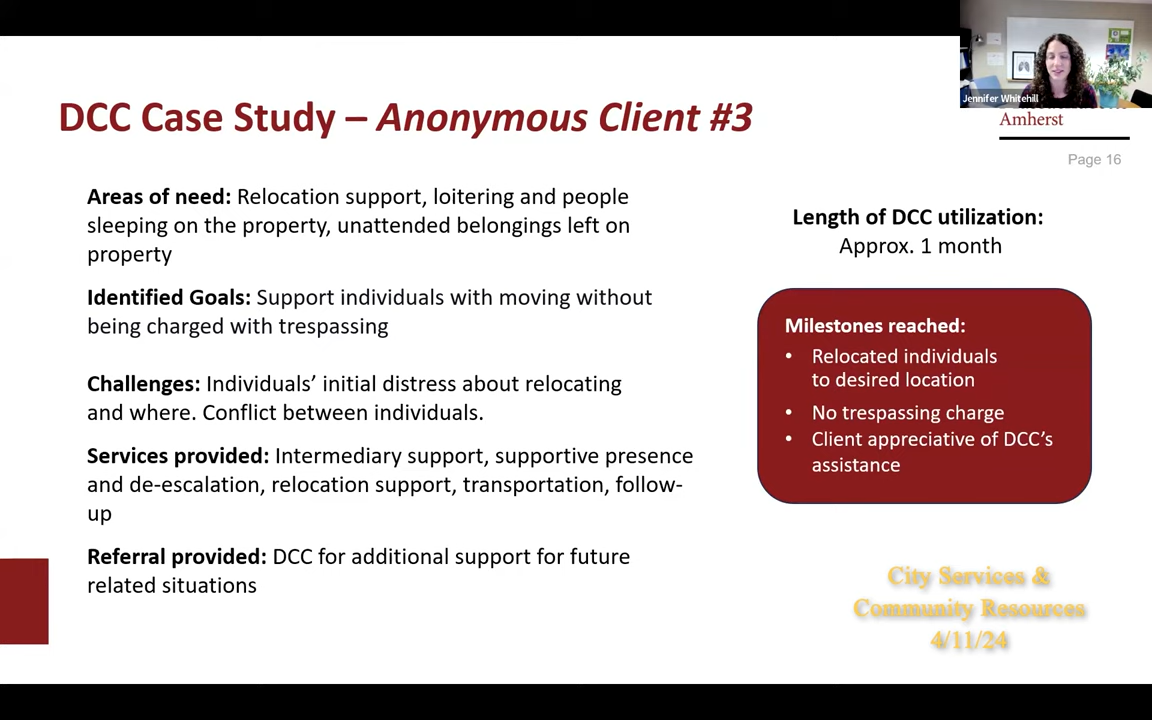 Jennifer Whitehill
DCC Case Study – Anonymous Client #3
Amherst
Page 16
Areas of need: Relocation support, loitering and people
sleeping on the property, unattended belongings left on
property
Identified Goals: Support individuals with moving without
being charged with trespassing
Challenges: Individuals’ initial distress about relocating
and where. Conflict between individuals.
Services provided: Intermediary support, supportive presence
and de-escalation, relocation support, transportation, follow-
up
Referral provided: DCC for additional support for future
related situations
Length of DCC utilization:
Approx. 1 month
Milestones reached:
• Relocated individuals
to desired location
• No trespassing charge
• Client appreciative of DCC’s
assistance
City Services &
Community Resources
4/11/24